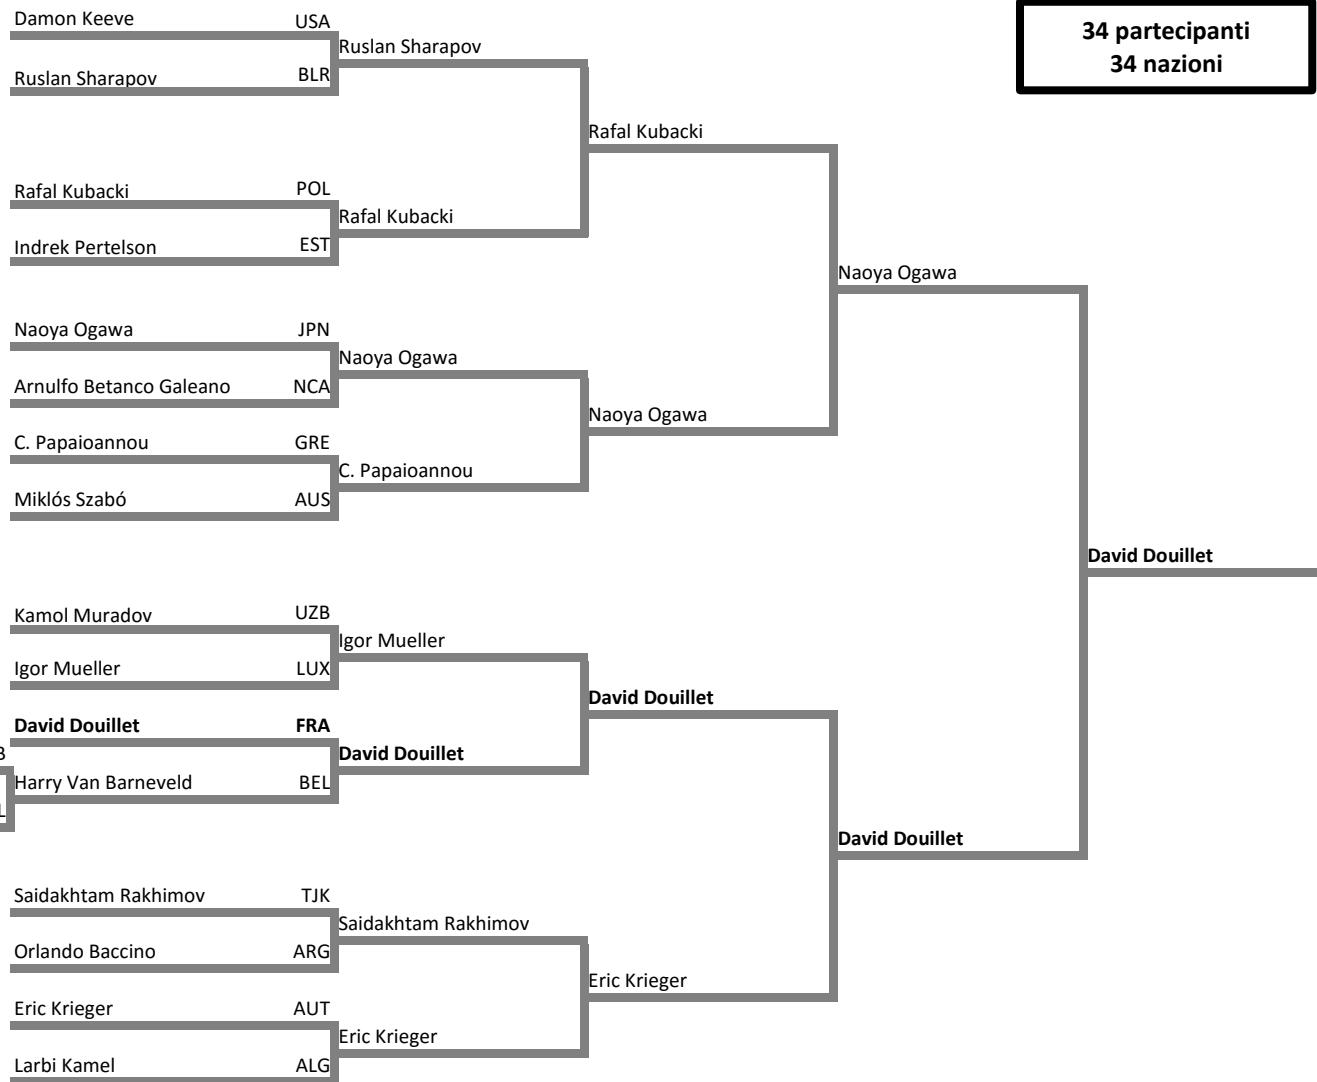 Damon Keeve USA
Ruslan Sharapov
Ruslan Sharapov BLR
Rafal Kubacki
Rafal Kubacki POL
Rafal Kubacki
Indrek Pertelson EST
Naoya Ogawa
Naoya Ogawa JPN
Naoya Ogawa
Arnulfo Betanco Galeano NCA
Naoya Ogawa
C. Papaioannou GRE
C. Papaioannou
Miklós Szabó AUS
David Douillet
Kamol Muradov UZB
Igor Mueller
Igor Mueller LUX
David Douillet
David Douillet FRA
David Douillet
Harry Van Barneveld BEL
David Douillet
Saidakhtam Rakhimov TJK
Saidakhtam Rakhimov
Orlando Baccino ARG
Eric Krieger
Eric Krieger AUT
Eric Krieger
Larbi Kamel ALG
34 partecipanti
34 nazioni